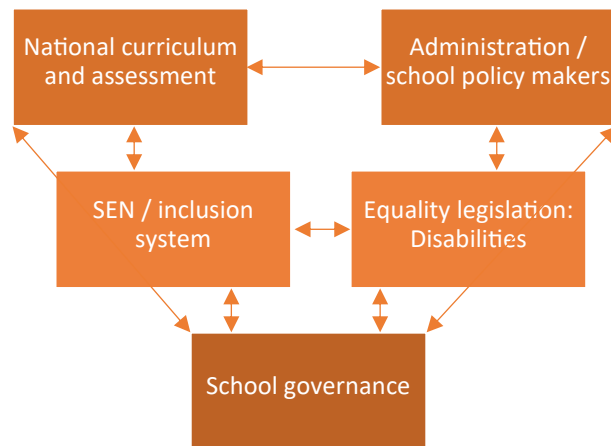 National curriculum
and assessment
Administration /
school policy makers
SEN / inclusion
system
Equality legislation:
Disabilities
School governance